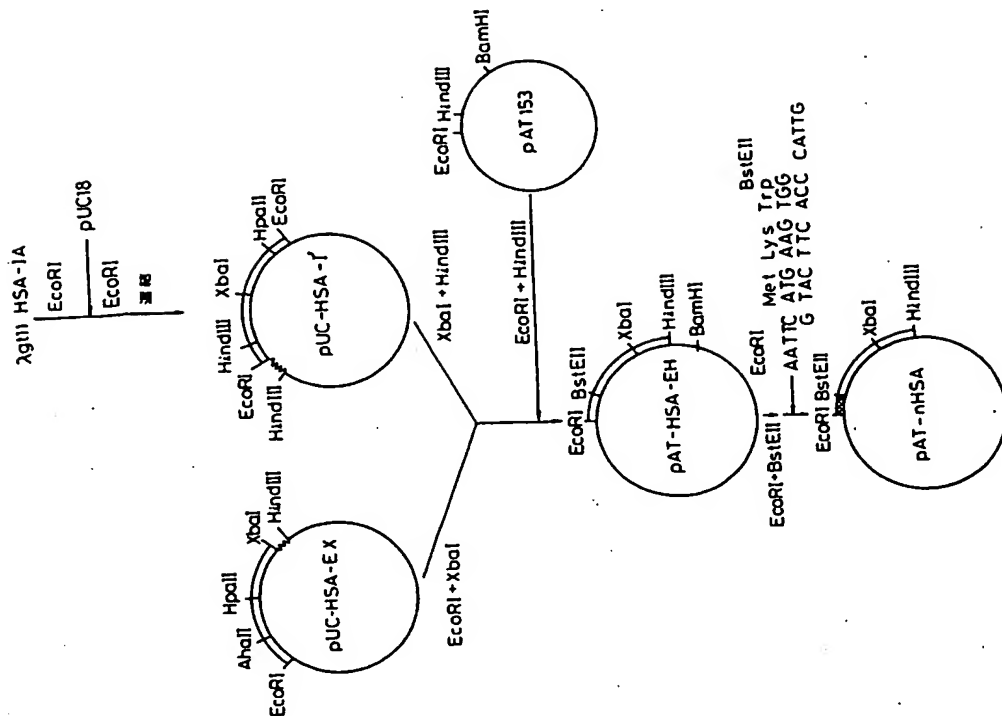 λgt11 HSA-1A
EcoRI
pUC18
EcoRI
EcoRI
AhaII
HpaII
XbaI
HindIII
pUC-HSA-EX
HindIII
EcoRI
HindIII
XbaI
HpaII
EcoRI
pUC-HSA-I'
EcoRI+XbaI
XbaI+HindIII
EcoRI HindIII
BamHI
pAT153
EcoRI+HindIII
EcoRI
BstEII
XbaI
HindIII
BamHI
pAT-HSA-EH
EcoRI+BstEII
EcoRI
Met Lys Trp
BstEII
AATTC ATG AAG TGG
G TAC TTC ACC CATTG
EcoRI
BstEII
XbaI
HindIII
pAT-nHSA